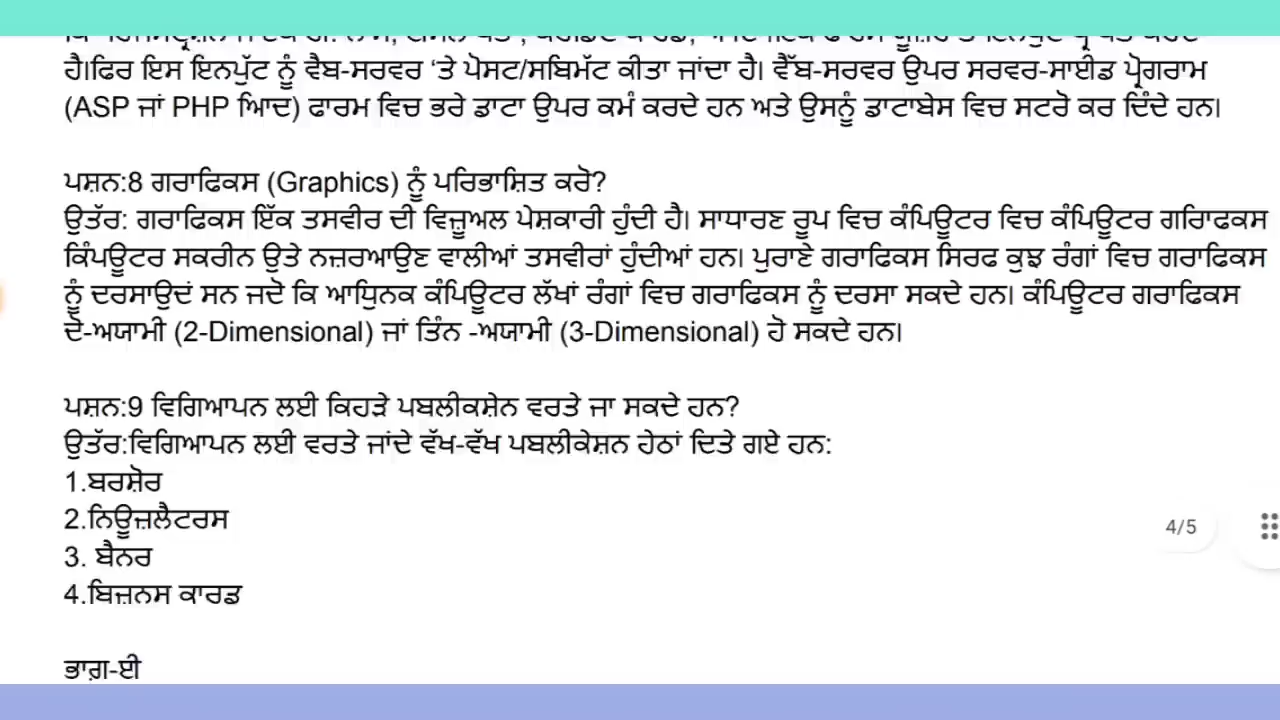 ਹੈ।ਫਿਰ ਇਸ ਇਨਪੁੱਟ ਨੂੰ ਵੈਬ-ਸਰਵਰ ‘ਤੇ ਪੋਸਟ/ਸਬਿਮੱਟ ਕੀਤਾ ਜਾਂਦਾ ਹੈ। ਵੈੱਬ-ਸਰਵਰ ਉਪਰ ਸਰਵਰ-ਸਾਈਡ ਪ੍ਰੋਗਰਾਮ
(ASP ਜਾਂ PHP ਆਿਦ) ਫਾਰਮ ਵਿਚ ਭਰੇ ਡਾਟਾ ਉਪਰ ਕਮੰ ਕਰਦੇ ਹਨ ਅਤੇ ਉਸਨੂੰ ਡਾਟਾਬੇਸ ਵਿਚ ਸਟਰੋ ਕਰ ਦਿੰਦੇ ਹਨ।
ਪਸ਼ਨ:8 ਗਰਾਫਿਕਸ (Graphics) ਨੂੰ ਪਰਿਭਾਸ਼ਿਤ ਕਰੋ?
ਉਤੱਰ: ਗਰਾਫਿਕਸ ਇੱਕ ਤਸਵੀਰ ਦੀ ਵਿਜ਼ੂਅਲ ਪੇਸ਼ਕਾਰੀ ਹੁੰਦੀ ਹੈ। ਸਾਧਾਰਣ ਰੂਪ ਵਿਚ ਕੰਪਿਊਟਰ ਵਿਚ ਕੰਪਿਊਟਰ ਗਰਿਾਫਕਸ
ਕਿੰਪਊਟਰ ਸਕਰੀਨ ਉਤੇ ਨਜ਼ਰਆਉਣ ਵਾਲੀਆਂ ਤਸਵੀਰਾਂ ਹੁੰਦੀਆਂ ਹਨ। ਪੁਰਾਣੇ ਗਰਾਫਿਕਸ ਸਿਰਫ ਕੁਝ ਰੰਗਾਂ ਵਿਚ ਗਰਾਫਿਕਸ
ਨੂੰ ਦਰਸਾਉਦਂ ਸਨ ਜਦੋ ਕਿ ਆਧੁਿਨਕ ਕੰਪਿਊਟਰ ਲੱਖਾਂ ਰੰਗਾਂ ਵਿਚ ਗਰਾਫਿਕਸ ਨੂੰ ਦਰਸਾ ਸਕਦੇ ਹਨ। ਕੰਪਿਊਟਰ ਗਰਾਫਿਕਸ
ਦੋ-ਅਯਾਮੀ (2-Dimensional) ਜਾਂ ਤਿੰਨ -ਅਯਾਮੀ (3-Dimensional) ਹੋ ਸਕਦੇ ਹਨ।
ਪਸ਼ਨ:9 ਵਿਗਿਆਪਨ ਲਈ ਕਿਹੜੇ ਪਬਲੀਕਸ਼ੇਨ ਵਰਤੇ ਜਾ ਸਕਦੇ ਹਨ?
ਉਤੱਰ:ਵਿਗਿਆਪਨ ਲਈ ਵਰਤੇ ਜਾਂਦੇ ਵੱਖ-ਵੱਖ ਪਬਲੀਕੇਸ਼ਨ ਹੇਠਾਂ ਦਿਤੇ ਗਏ ਹਨ:
1.ਬਰਸ਼ੋਰ
2.ਨਿਊਜ਼ਲੈਟਰਸ
3. ਬੈਨਰ
4.ਬਿਜ਼ਨਸ ਕਾਰਡ
4/5
ਭਾਗ਼-ਈ